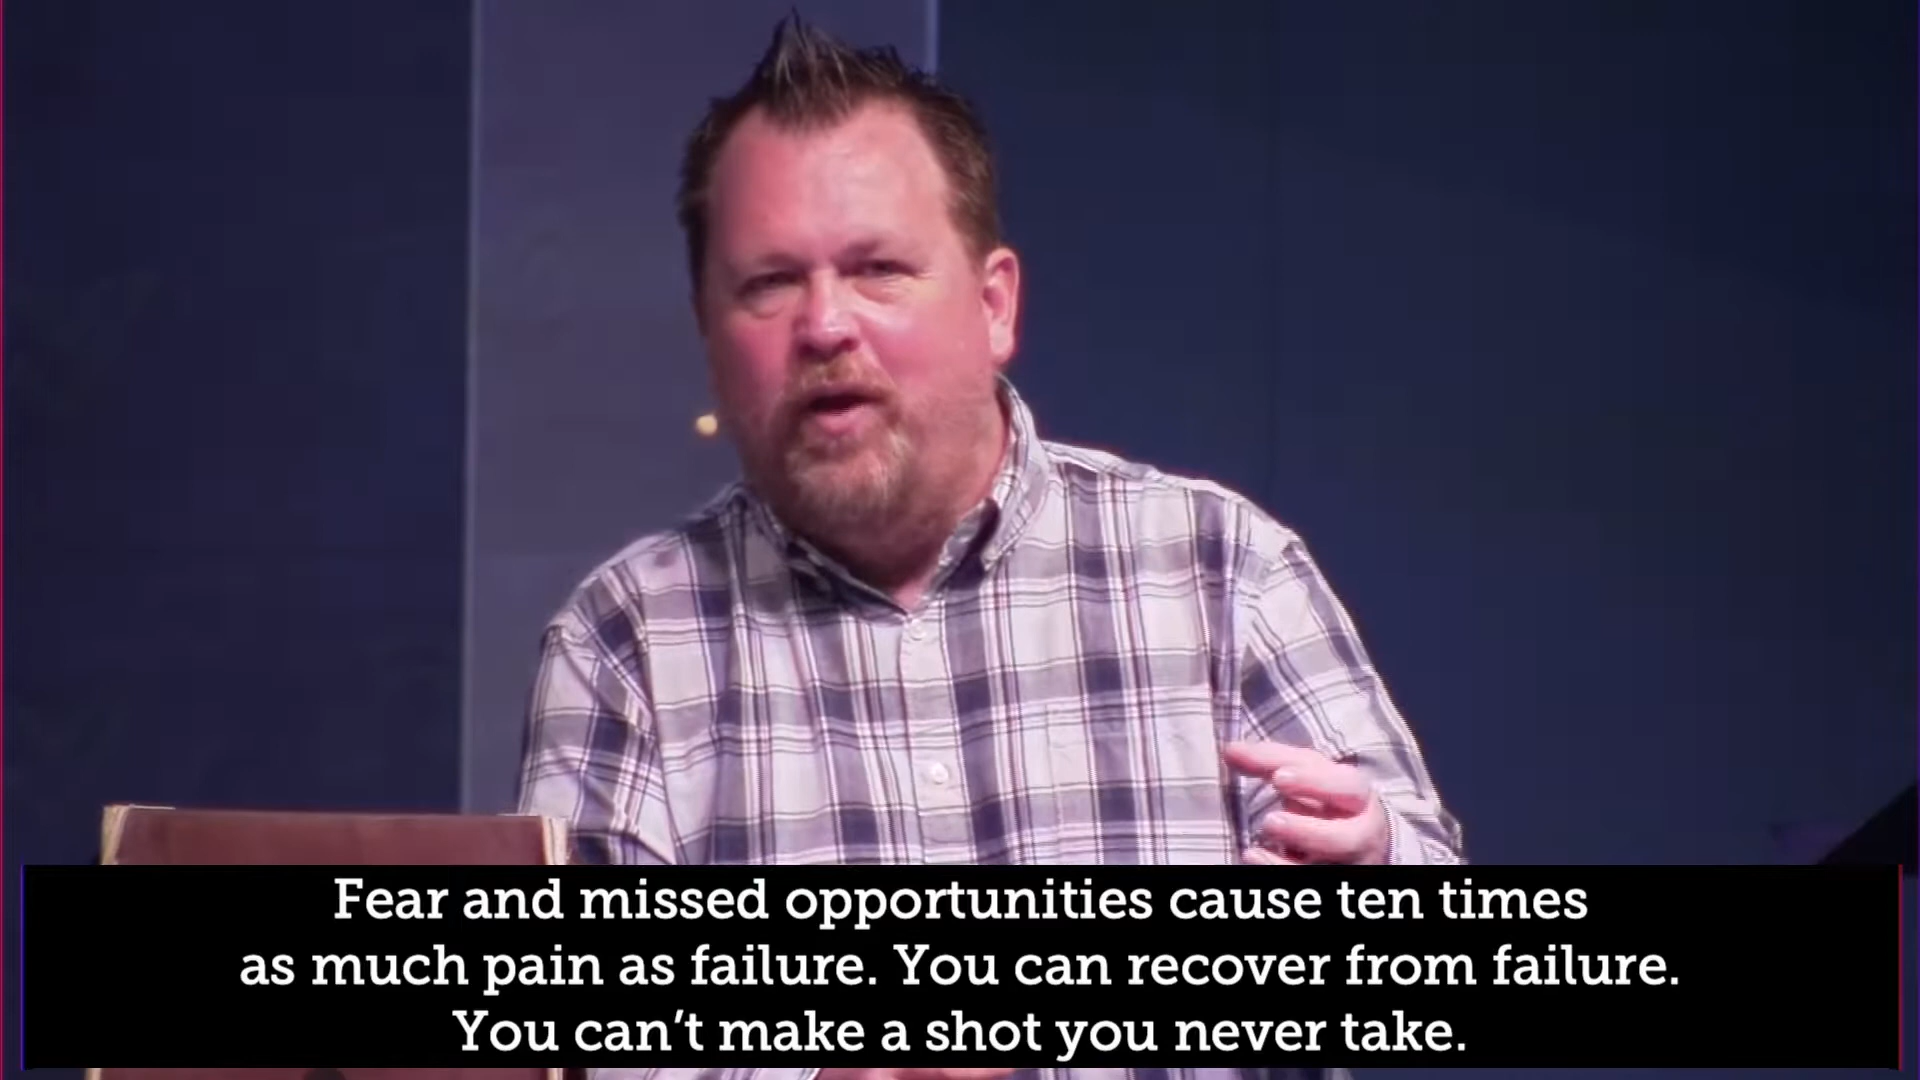 Fear and missed opportunities cause ten times
as much pain as failure. You can recover from failure.
You can't make a shot you never take.